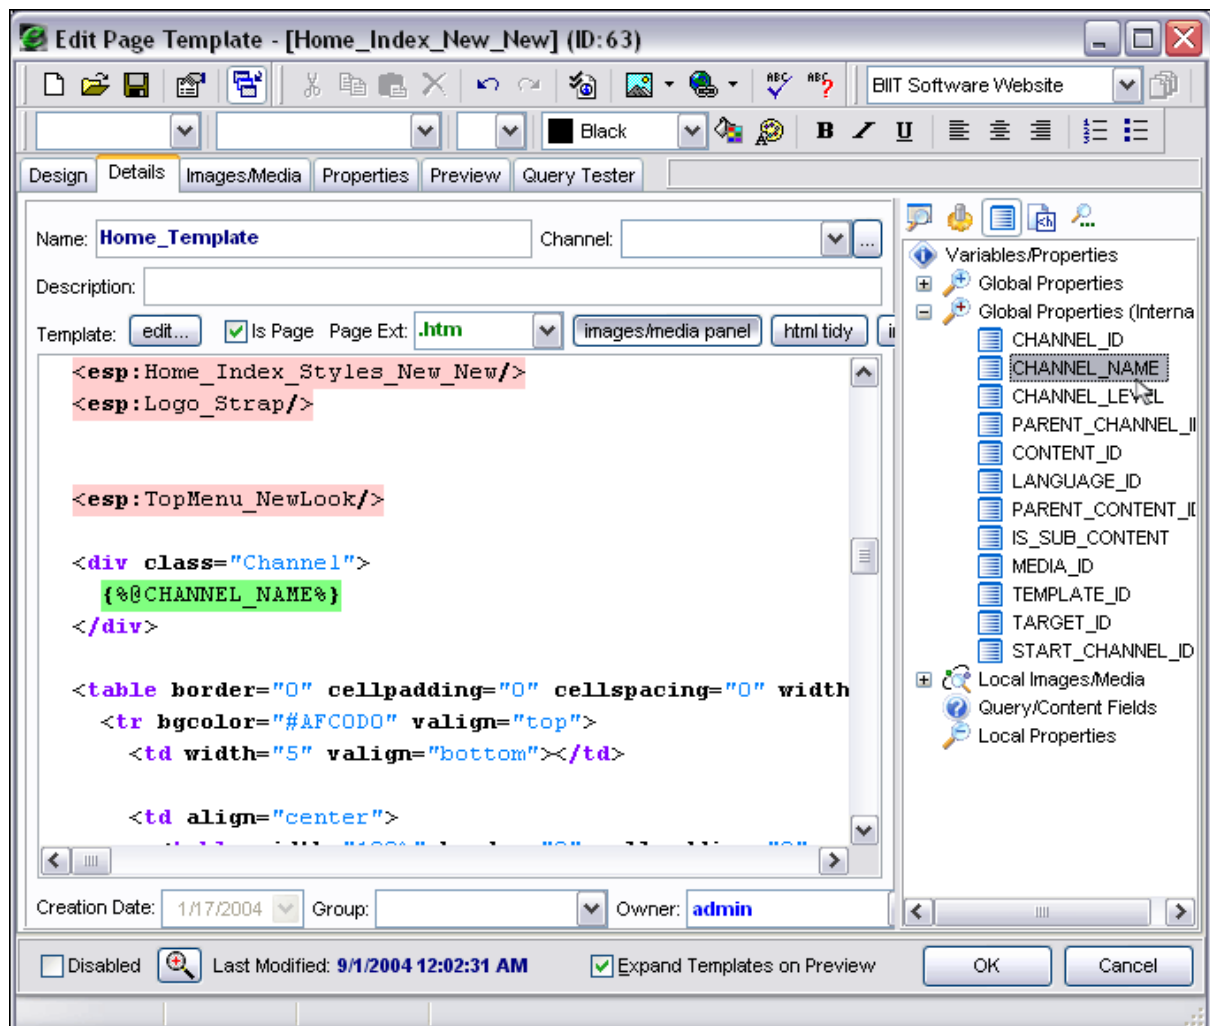 Edit Page Template - [Home_Index_New_New] (ID:63)
ABC ABC ? BIIT Software Website
Black B I U
Design Details Images/Media Properties Preview Query Tester
Name: Home_Template Channel: ...
Description:
Template: edit... Is Page Page Ext: .htm images/media panel html tidy
<esp:Home_Index_Styles_New_New/>
<esp:Logo_Strap/>
<esp:TopMenu_NewLook/>
<div class="Channel">
{%@CHANNEL_NAME%}
</div>
<table border="0" cellpadding="0" cellspacing="0" width
<tr bgcolor="#AFC0D0" valign="top">
<td width="5" valign="bottom"></td>
<td align="center">
Creation Date: 1/17/2004 Group: Owner: admin
Variables/Properties
Global Properties
Global Properties (Interna
CHANNEL_ID
CHANNEL_NAME
CHANNEL_LEVEL
PARENT_CHANNEL_I
CONTENT_ID
LANGUAGE_ID
PARENT_CONTENT_ID
IS_SUB_CONTENT
MEDIA_ID
TEMPLATE_ID
TARGET_ID
START_CHANNEL_ID
Local Images/Media
Query/Content Fields
Local Properties
Disabled Last Modified: 9/1/2004 12:02:31 AM Expand Templates on Preview OK Cancel